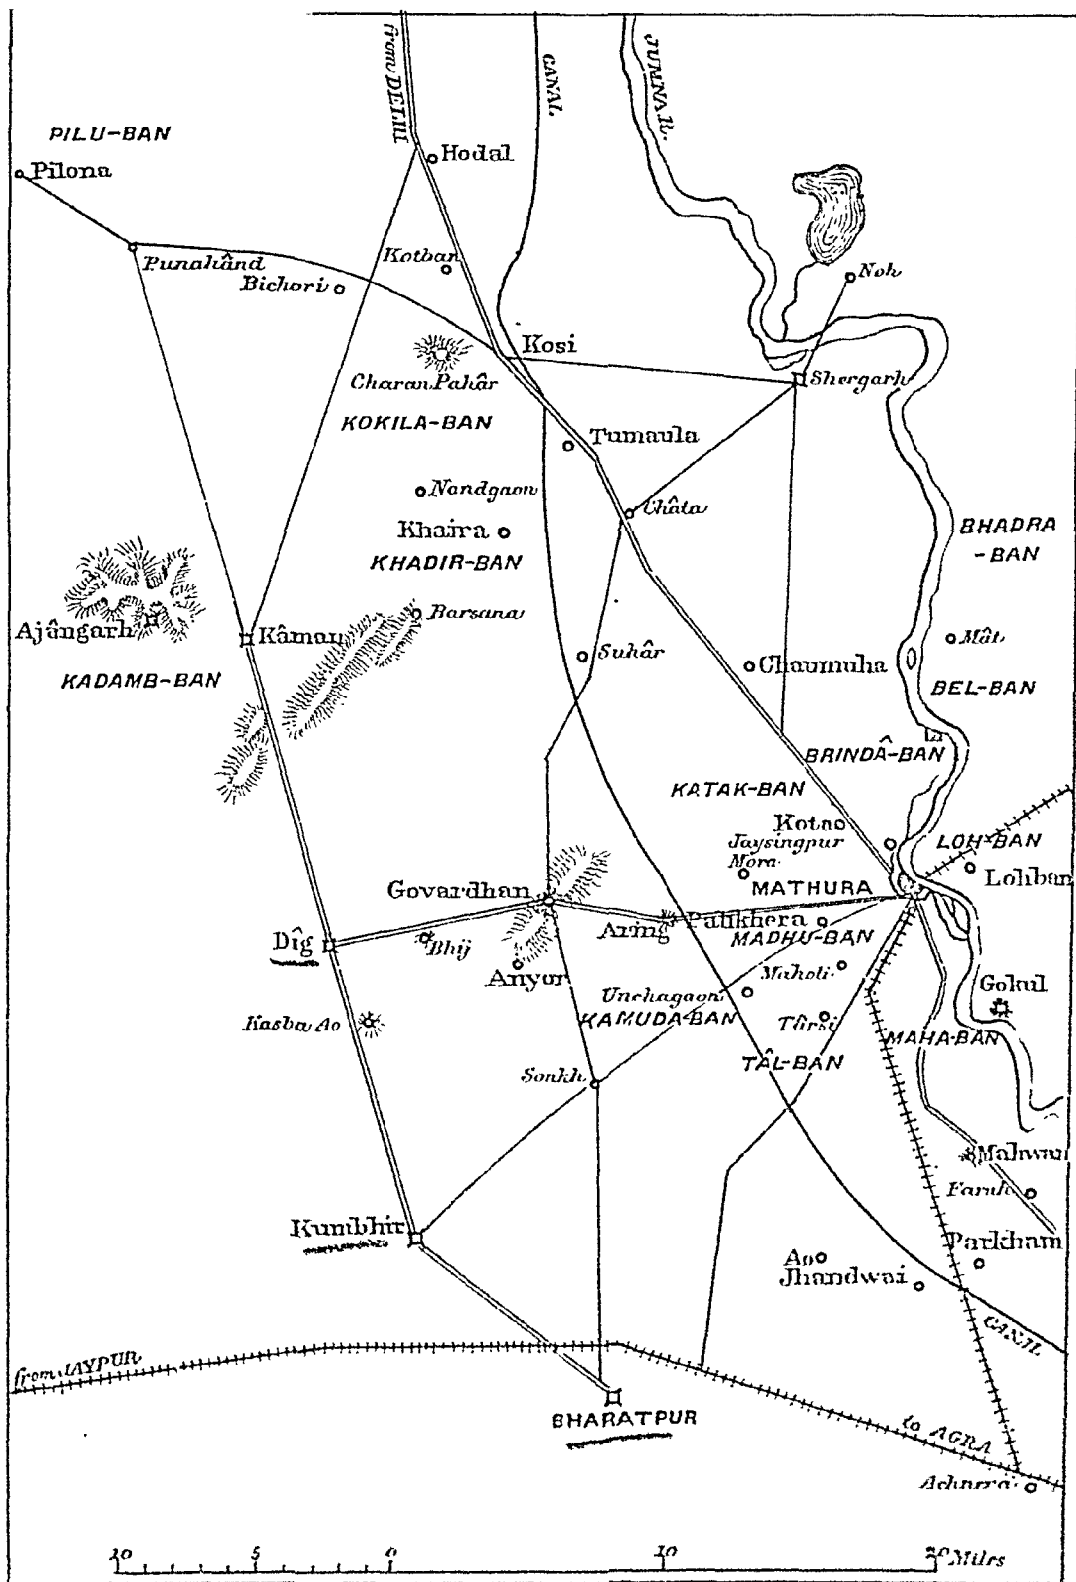 from DELHI
CANAL
JUMNA R.
PILU-BAN
Pilona
Hodal
Punahând
Kotban
Bichori
Noh
Kosi
Charan Pahâr
Shergarh
KOKILA-BAN
Tumaula
Nandgaon
Châta
Khaira
KHADIR-BAN
BHADRA
-BAN
Barsana
Ajângarh
Kâman
Suhâr
Chaumuha
Mât
KADAMB-BAN
BEL-BAN
BRINDÂ-BAN
KATAK-BAN
Kota
Jaysingpur
Mora
LOH-BAN
Lohban
Govardhan
MATHURA
Aring
Palikhera
MADHU-BAN
Dîg
Bhij
Anyor
Maholi
Unchagaon
KAMUDA-BAN
Gokul
Kasba Ao
Târsi
MAHA-BAN
TÂL-BAN
Sonkh
Mahwan
Farah
Kumbhir
Parkham
Ao
Jhandwai
CANAL
from JAYPUR
BHARATPUR
to AGRA
Achnera
10 5 0 10 20 Miles